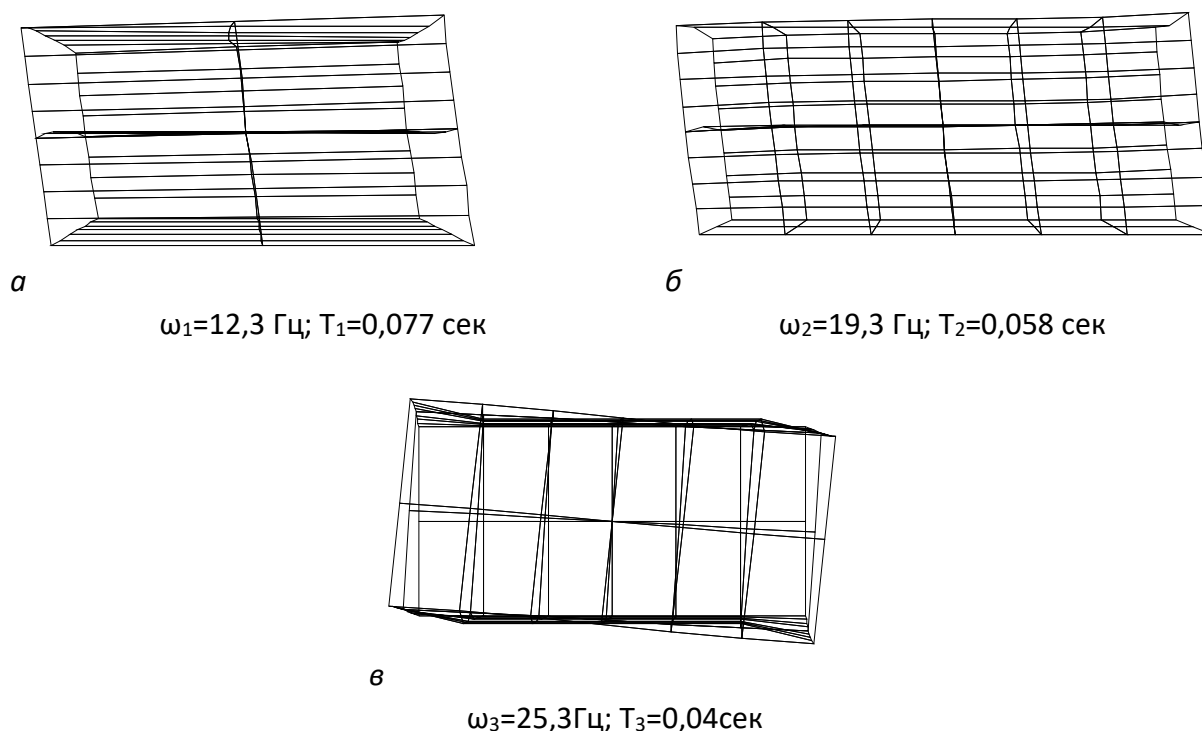 а
б
ω₁=12,3 Гц; T₁=0,077 сек
ω₂=19,3 Гц; T₂=0,058 сек
в
ω₃=25,3Гц; T₃=0,04сек